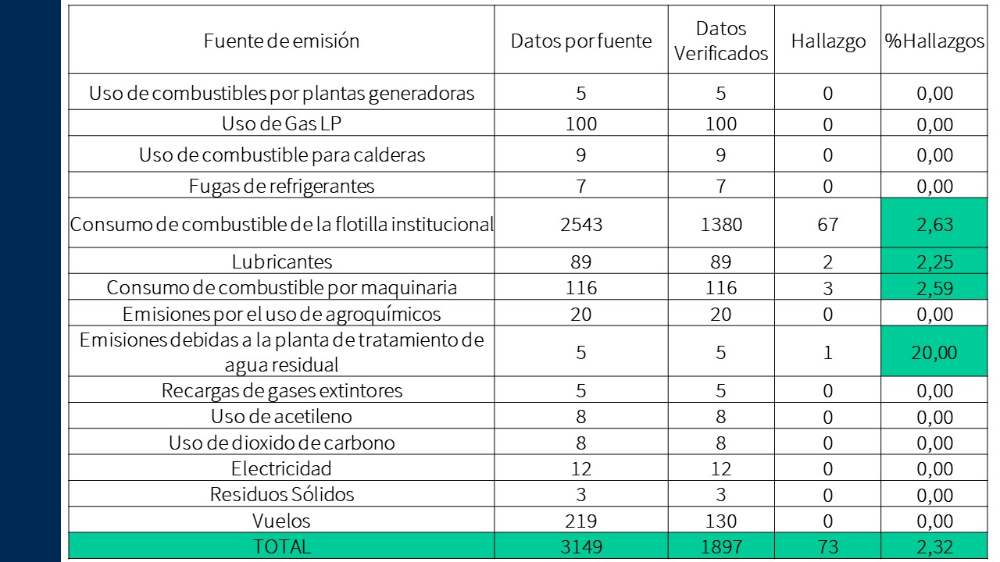 Fuente de emisión Datos por fuente Datos Verificados Hallazgo %Hallazgos
Uso de combustibles por plantas generadoras 5 5 0 0,00
Uso de Gas LP 100 100 0 0,00
Uso de combustible para calderas 9 9 0 0,00
Fugas de refrigerantes 7 7 0 0,00
Consumo de combustible de la flotilla institucional 2543 1380 67 2,63
Lubricantes 89 89 2 2,25
Consumo de combustible por maquinaria 116 116 3 2,59
Emisiones por el uso de agroquímicos 20 20 0 0,00
Emisiones debidas a la planta de tratamiento de
agua residual 5 5 1 20,00
Recargas de gases extintores 5 5 0 0,00
Uso de acetileno 8 8 0 0,00
Uso de dioxido de carbono 8 8 0 0,00
Electricidad 12 12 0 0,00
Residuos Sólidos 3 3 0 0,00
Vuelos 219 130 0 0,00
TOTAL 3149 1897 73 2,32